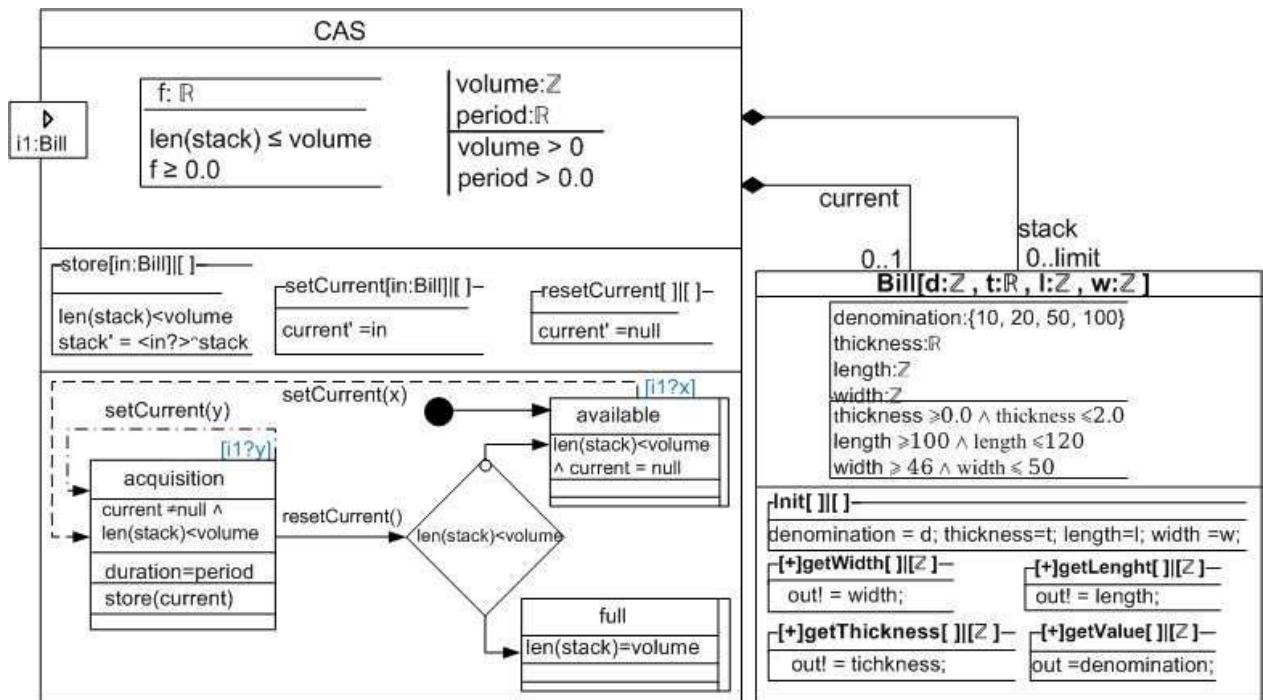 CAS
i1:Bill
f: ℝ
len(stack) ≤ volume
f ≥ 0.0
volume:ℤ
period:ℝ
volume > 0
period > 0.0
current
0..1
stack
0..limit
store[in:Bill]|[ ]
len(stack)<volume
stack' = <in?>^stack
setCurrent[in:Bill]|[ ]
current' =in
resetCurrent[ ]|[ ]
current' =null
setCurrent(y)
[i1?y]
setCurrent(x)
[i1?x]
available
len(stack)<volume
∧ current = null
acquisition
current ≠null ∧
len(stack)<volume
duration=period
store(current)
resetCurrent()
len(stack)<volume
full
len(stack)=volume
Bill[d:ℤ , t:ℝ, l:ℤ, w:ℤ ]
denomination:{10, 20, 50, 100}
thickness:ℝ
length:ℤ
width:ℤ
thickness ⩾0.0 ∧ thickness ⩽2.0
length ⩾100 ∧ length ⩽120
width ⩾ 46 ∧ width ⩽ 50
Init[ ]|[ ]
denomination = d; thickness=t; length=l; width =w;
[+]getWidth[ ]|[ℤ ]
out! = width;
[+]getLenght[ ]|[ℤ ]
out! = length;
[+]getThickness[ ]|[ℤ ]
out! = tichkness;
[+]getValue[ ]|[ℤ ]
out =denomination;